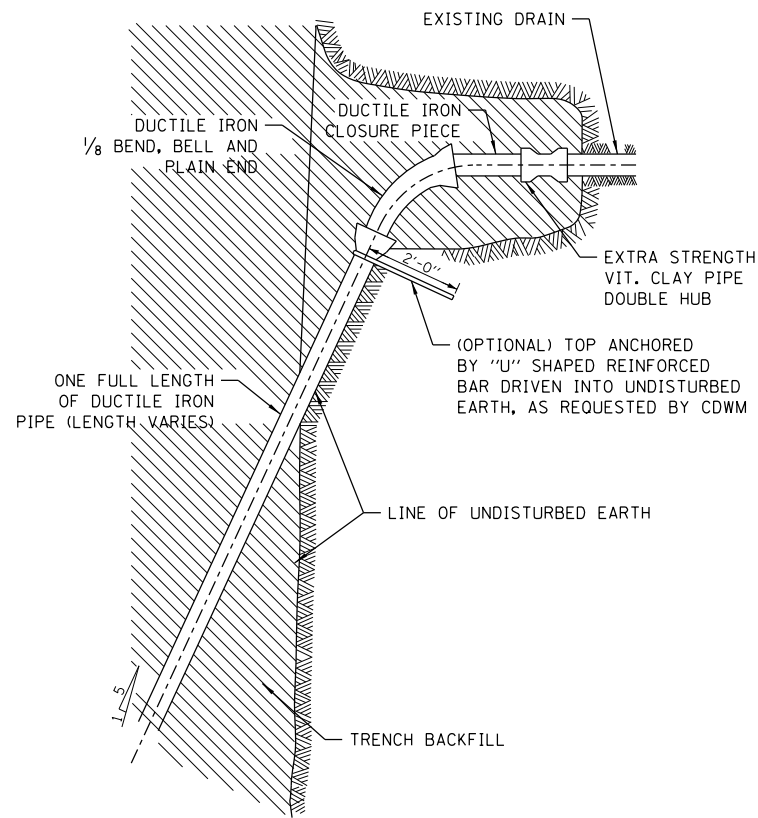 EXISTING DRAIN
DUCTILE IRON
CLOSURE PIECE
DUCTILE IRON
⅛ BEND, BELL AND
PLAIN END
2'-0"
EXTRA STRENGTH
VIT. CLAY PIPE
DOUBLE HUB
(OPTIONAL) TOP ANCHORED
BY "U" SHAPED REINFORCED
BAR DRIVEN INTO UNDISTURBED
EARTH, AS REQUESTED BY CDWM
ONE FULL LENGTH
OF DUCTILE IRON
PIPE (LENGTH VARIES)
LINE OF UNDISTURBED EARTH
5
1
TRENCH BACKFILL